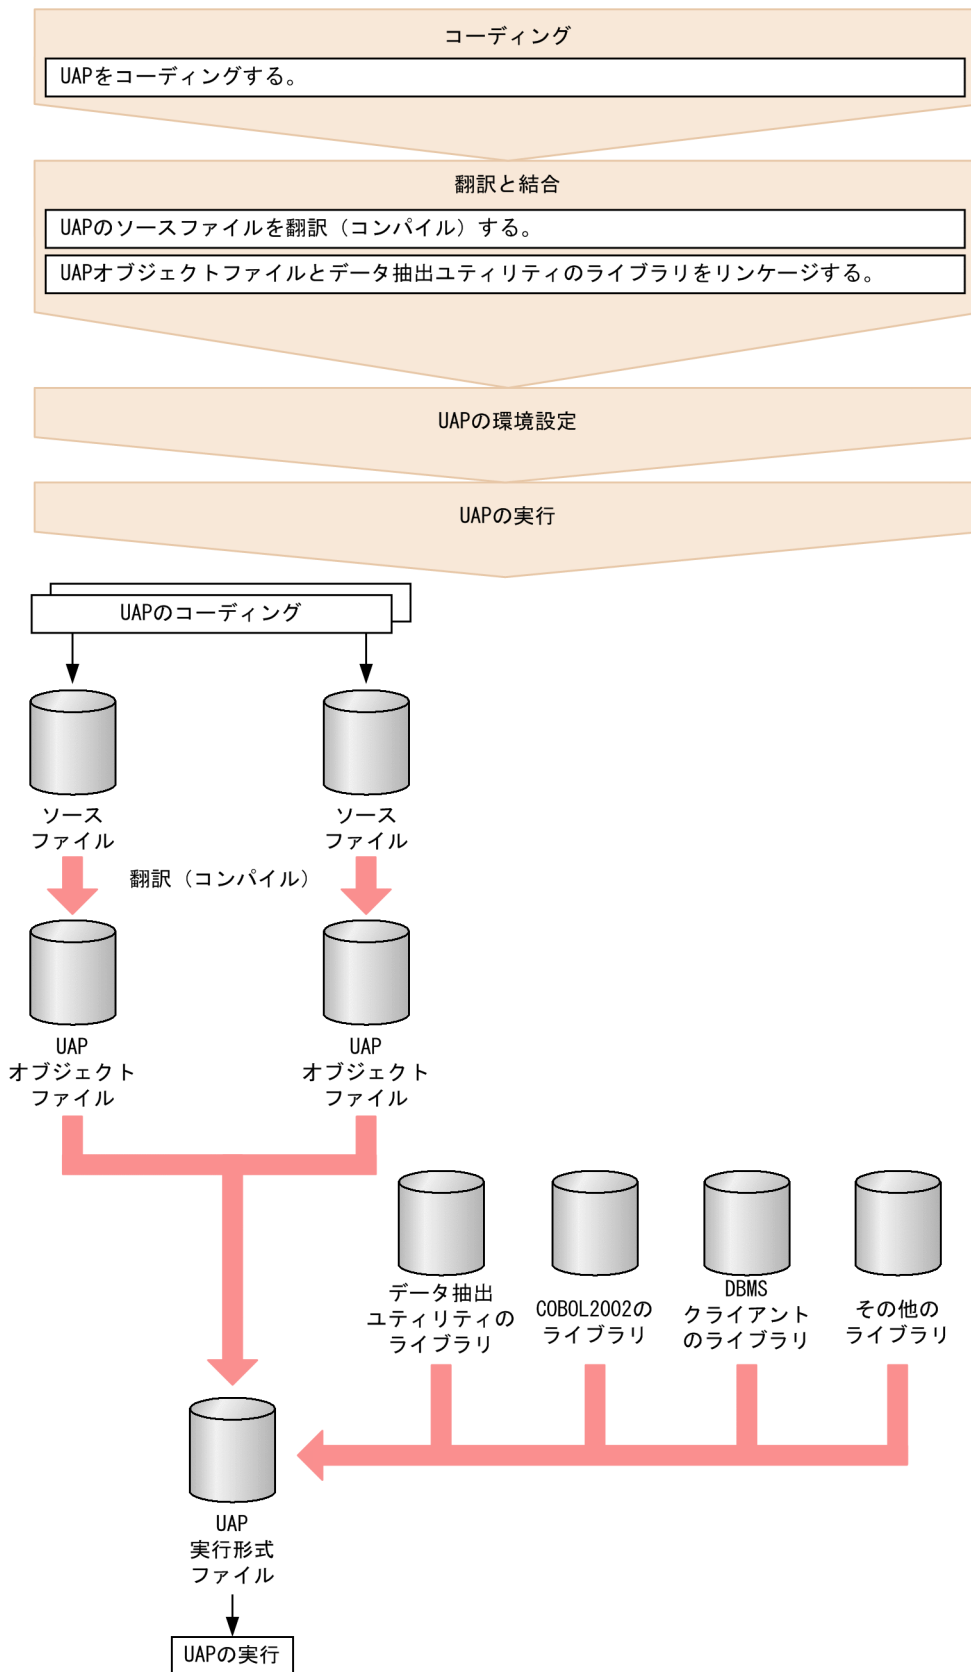 コーディング
UAPをコーディングする。
翻訳と結合
UAPのソースファイルを翻訳（コンパイル）する。
UAPオブジェクトファイルとデータ抽出ユティリティのライブラリをリンケージする。
UAPの環境設定
UAPの実行
UAPのコーディング
ソース
ファイル
ソース
ファイル
翻訳（コンパイル）
UAP
オブジェクト
ファイル
UAP
オブジェクト
ファイル
データ抽出
ユティリティの
ライブラリ
COBOL2002の
ライブラリ
DBMS
クライアント
のライブラリ
その他の
ライブラリ
UAP
実行形式
ファイル
UAPの実行